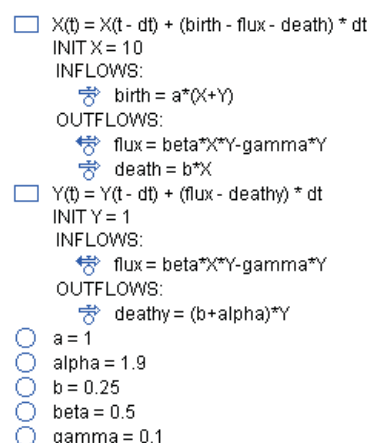 X(t) = X(t - dt) + (birth - flux - death) * dt
INIT X = 10
INFLOWS:
birth = a*(X+Y)
OUTFLOWS:
flux = beta*X*Y-gamma*Y
death = b*X
Y(t) = Y(t - dt) + (flux - deathy) * dt
INIT Y = 1
INFLOWS:
flux = beta*X*Y-gamma*Y
OUTFLOWS:
deathy = (b+alpha)*Y
a = 1
alpha = 1.9
b = 0.25
beta = 0.5
gamma = 0.1